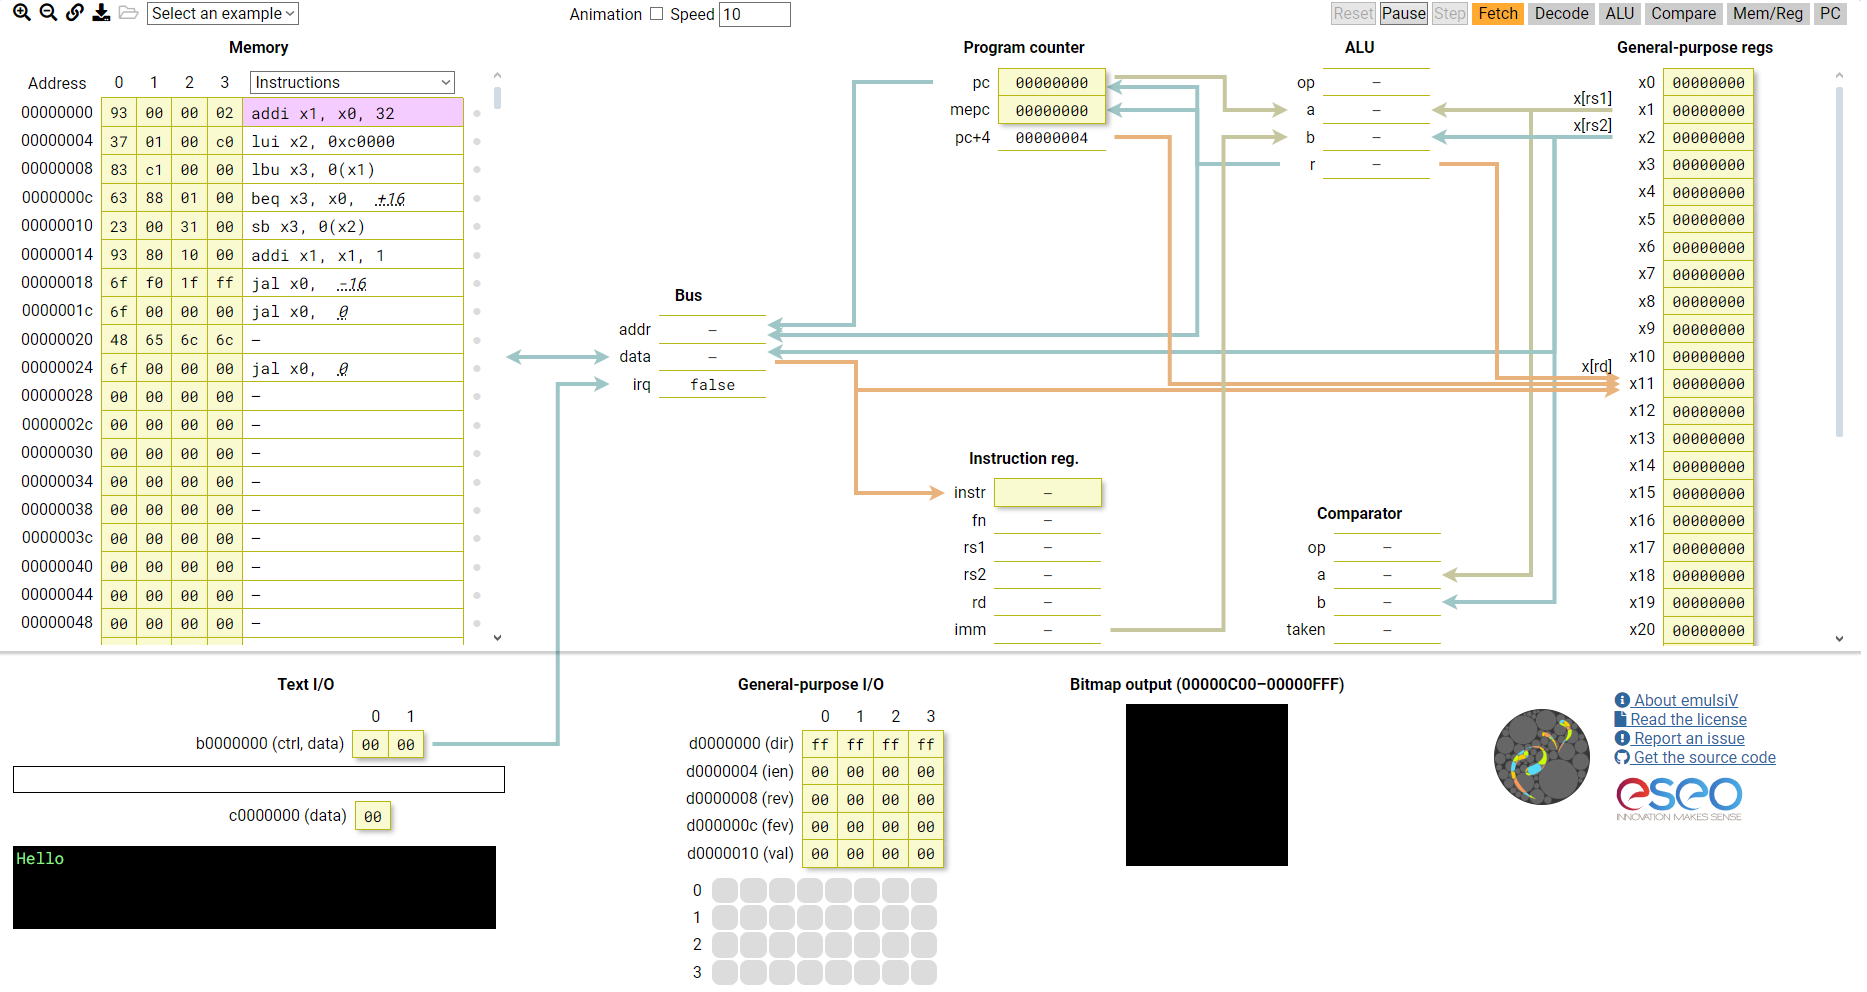 Select an example
Animation Speed 10
Reset Pause Step Fetch Decode ALU Compare Mem/Reg PC
Memory
Address 0 1 2 3 Instructions
00000000 93 00 00 02 addi x1, x0, 32
00000004 37 01 00 c0 lui x2, 0xc0000
00000008 83 c1 00 00 lbu x3, 0(x1)
0000000c 63 88 01 00 beq x3, x0, +16
00000010 23 00 31 00 sb x3, 0(x2)
00000014 93 80 10 00 addi x1, x1, 1
00000018 6f f0 1f ff jal x0, -16
0000001c 6f 00 00 00 jal x0, 0
00000020 48 65 6c 6c –
00000024 6f 00 00 00 jal x0, 0
00000028 00 00 00 00 –
0000002c 00 00 00 00 –
00000030 00 00 00 00 –
00000034 00 00 00 00 –
00000038 00 00 00 00 –
0000003c 00 00 00 00 –
00000040 00 00 00 00 –
00000044 00 00 00 00 –
00000048 00 00 00 00 –
Bus
addr –
data –
irq false
Program counter
pc 00000000
mepc 00000000
pc+4 00000004
Instruction reg.
instr –
fn –
rs1 –
rs2 –
rd –
imm –
ALU
op –
a –
b –
r –
Comparator
op –
a –
b –
taken –
x[rs1]
x[rs2]
x[rd]
General-purpose regs
x0 00000000
x1 00000000
x2 00000000
x3 00000000
x4 00000000
x5 00000000
x6 00000000
x7 00000000
x8 00000000
x9 00000000
x10 00000000
x11 00000000
x12 00000000
x13 00000000
x14 00000000
x15 00000000
x16 00000000
x17 00000000
x18 00000000
x19 00000000
x20 00000000
Text I/O
0 1
b0000000 (ctrl, data) 00 00
c0000000 (data) 00
Hello
General-purpose I/O
0 1 2 3
d0000000 (dir) ff ff ff ff
d0000004 (ien) 00 00 00 00
d0000008 (rev) 00 00 00 00
d000000c (fev) 00 00 00 00
d0000010 (val) 00 00 00 00
0
1
2
3
Bitmap output (00000C00–00000FFF)
About emulsiV
Read the license
Report an issue
Get the source code
eseo
INNOVATION MAKES SENSE